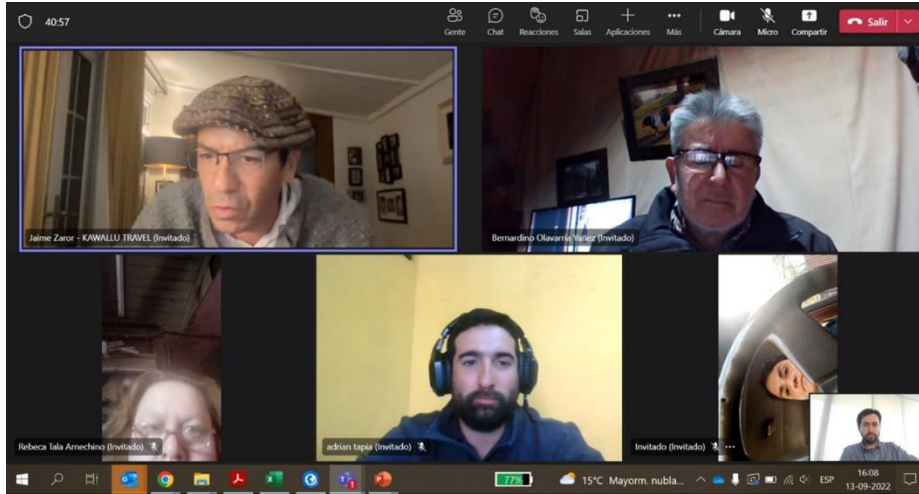 40:57
Gente
Chat
Reacciones
Salas
Aplicaciones
Más
Cámara
Micro
Compartir
Salir
Jaime Zaror - KAWALLU TRAVEL (Invitado)
Bernardino Olavarría Yañez (Invitado)
Rebeca Tala Amechino (Invitado)
adrian tapia (Invitado)
Invitado (Invitado)
77%
15°C Mayorm. nubla...
ESP
16:08
13-09-2022